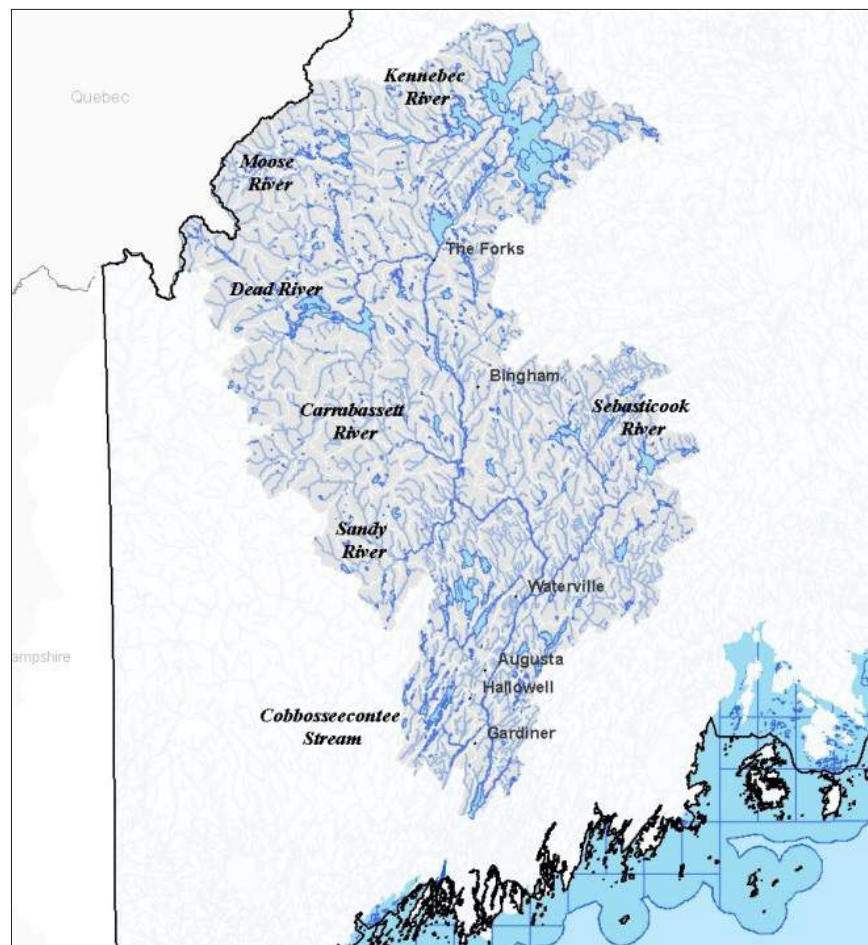 Kennebec
River
Quebec
Moose
River
The Forks
Dead River
Bingham
Carrabassett
River
Sebasticook
River
Sandy
River
Waterville
ampshire
Augusta
Hallowell
Cobbosseecontee
Stream
Gardiner